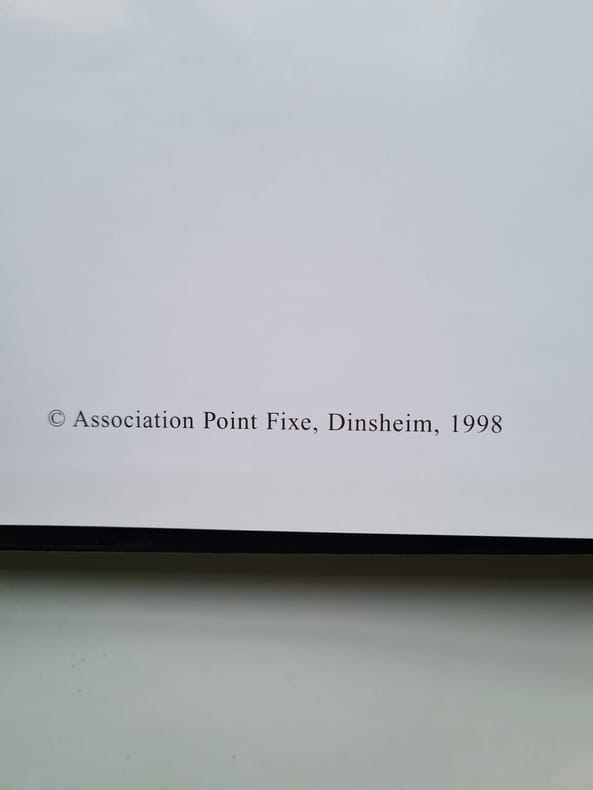 © Association Point Fixe, Dinsheim, 1998